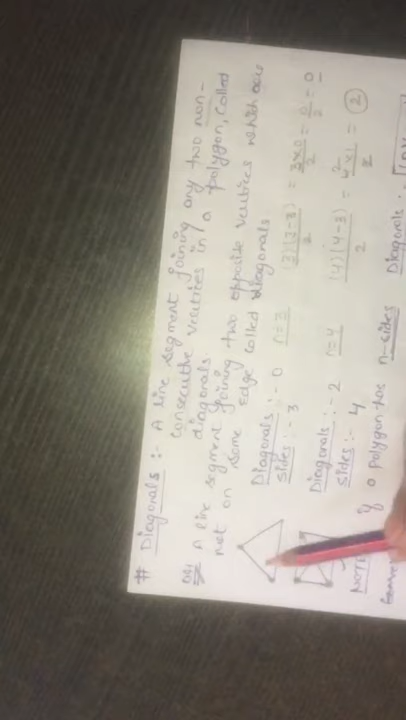 # Diagonals :- A line segment joining any two non-
consecutive vertices in a polygon, called
diagonals
OR A line segment joining two opposite vertices which are
not on same edge called diagonals
Diagonals :- 0 n=3 (3)(3-3)/2 = 3×0/2 = 0/2 = 0
sides :- 3
Diagonals :- 2 n=4 (4)(4-3)/2 = 4×1/2 = 2
sides :- 4
NOTE if a polygon has n-sides Diagonals :